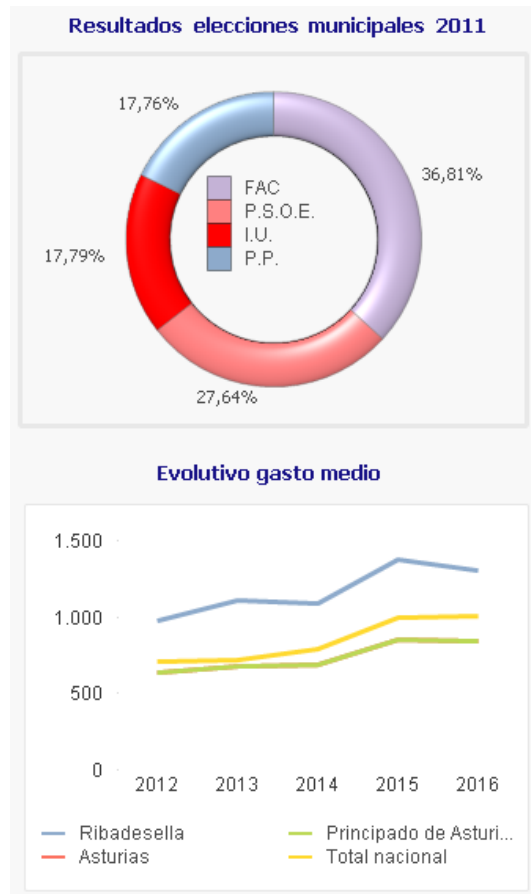 Resultados elecciones municipales 2011
17,76%
36,81%
FAC
P.S.O.E.
I.U.
P.P.
17,79%
27,64%
Evolutivo gasto medio
1.500
1.000
500
0
2012 2013 2014 2015 2016
Ribadesella Principado de Asturi...
Asturias Total nacional